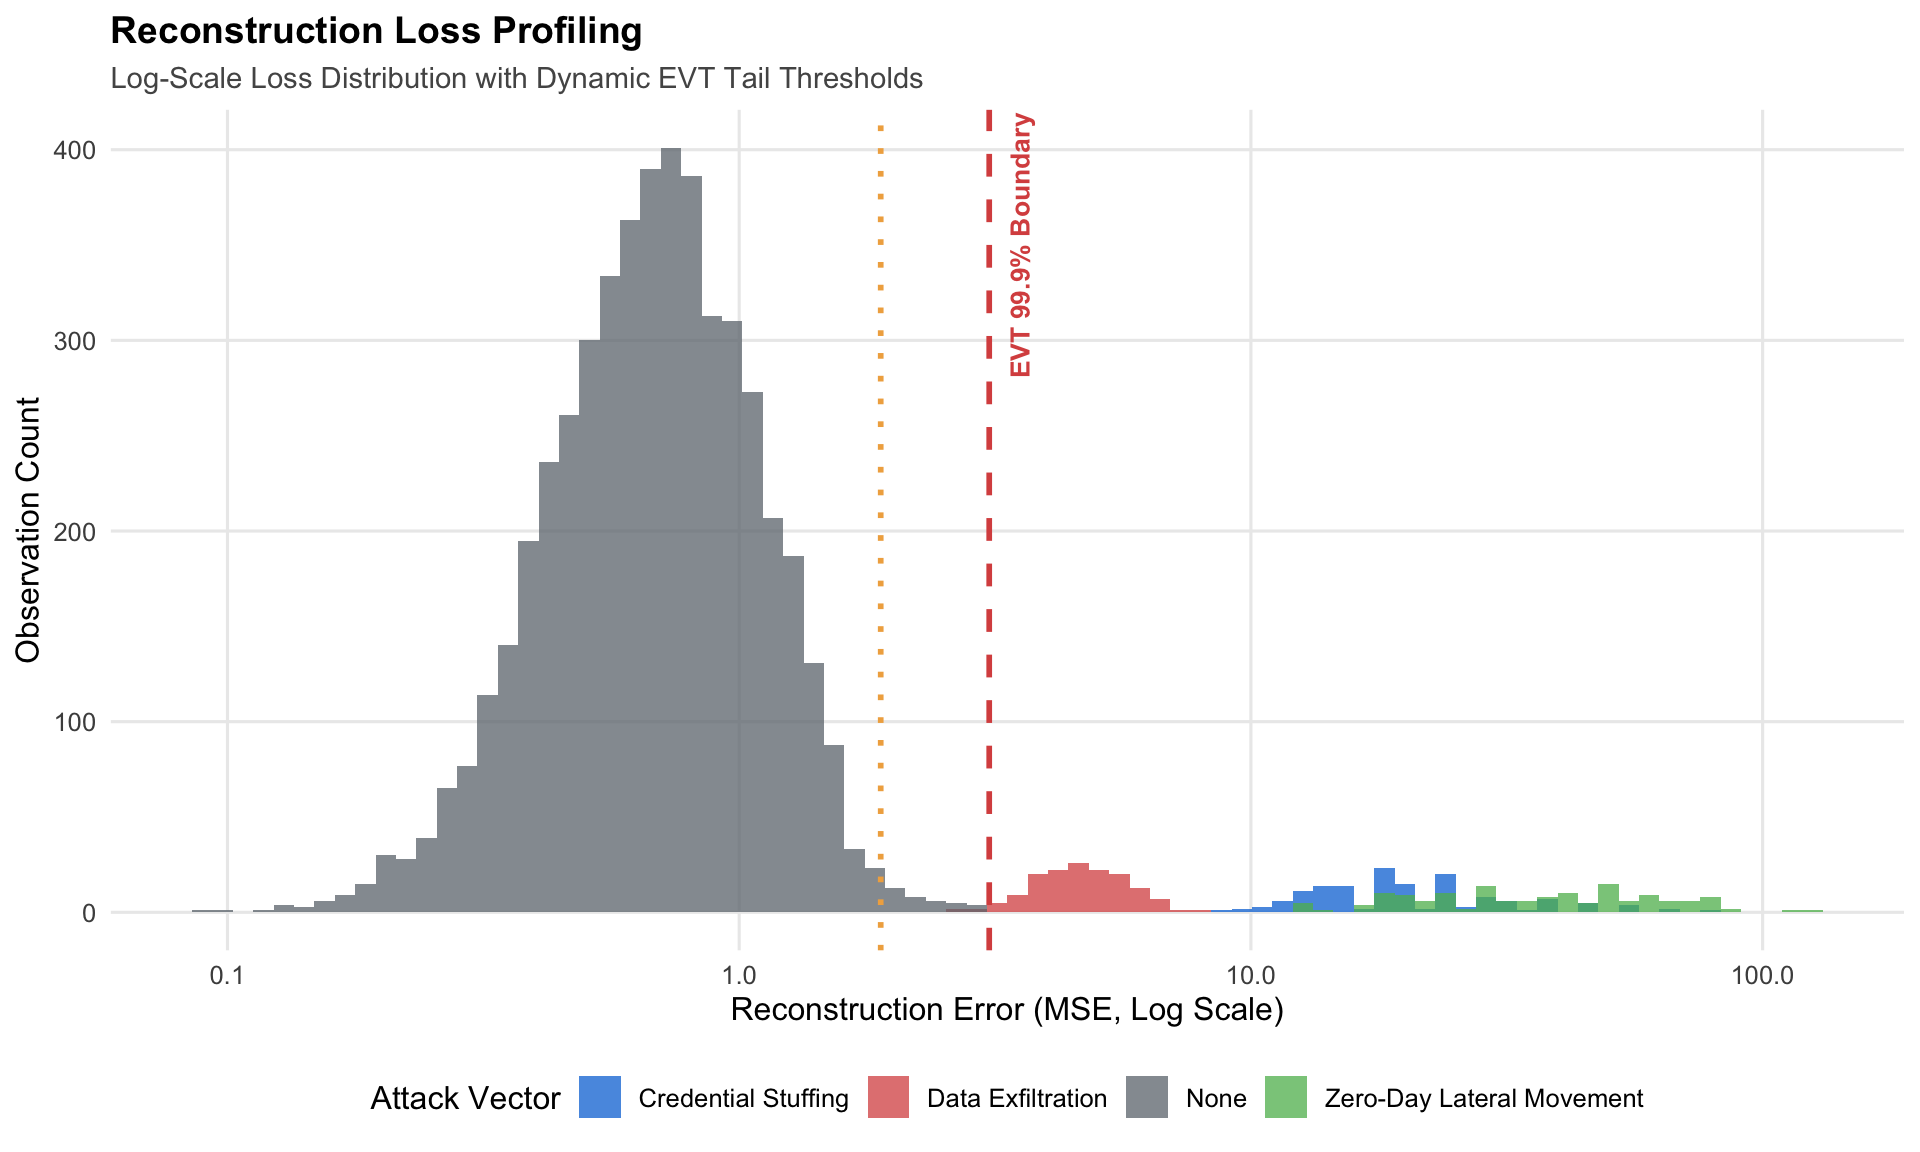 Reconstruction Loss Profiling
Log-Scale Loss Distribution with Dynamic EVT Tail Thresholds
EVT 99.9% Boundary
Observation Count
400
300
200
100
0
0.1 1.0 10.0 100.0
Reconstruction Error (MSE, Log Scale)
Attack Vector Credential Stuffing Data Exfiltration None Zero-Day Lateral Movement